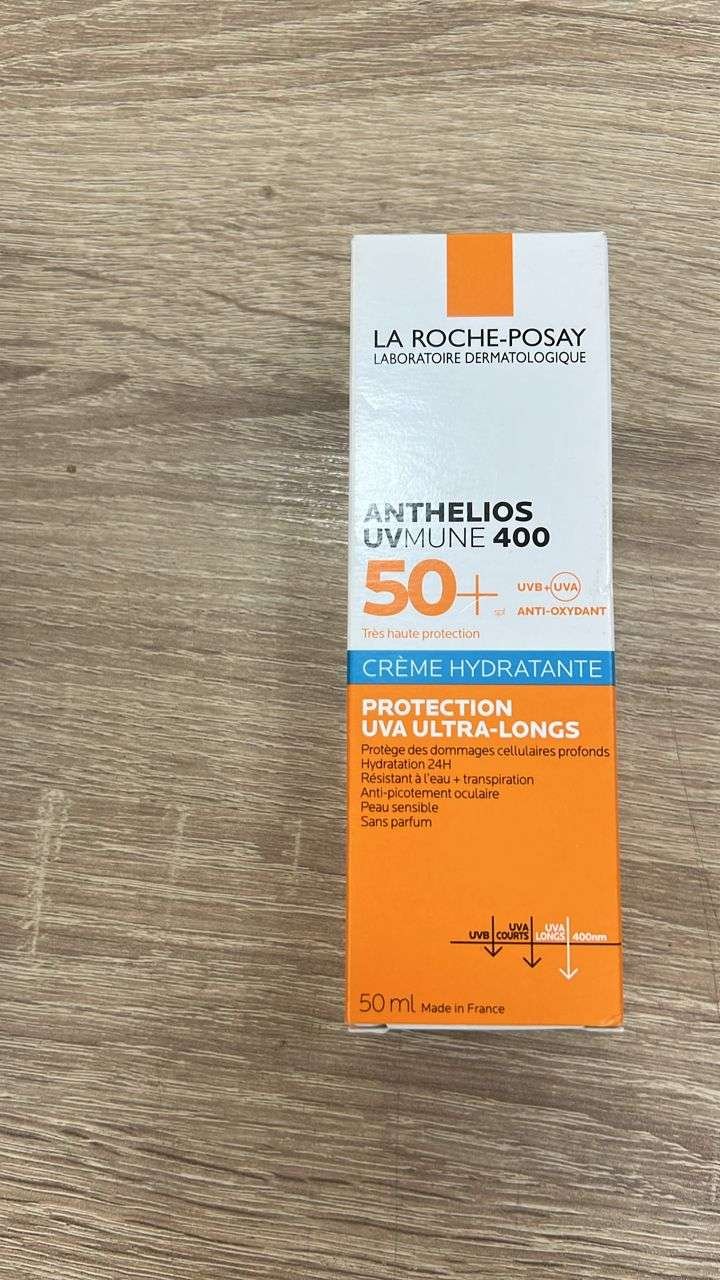 LA ROCHE-POSAY
LABORATOIRE DERMATOLOGIQUE
ANTHELIOS
UVMUNE 400
50+ spf
UVB+UVA
ANTI-OXYDANT
Très haute protection
CRÈME HYDRATANTE
PROTECTION
UVA ULTRA-LONGS
Protège des dommages cellulaires profonds
Hydratation 24H
Résistant à l'eau + transpiration
Anti-picotement oculaire
Peau sensible
Sans parfum
UVB
UVA COURTS
UVA LONGS
400nm
50 ml Made in France